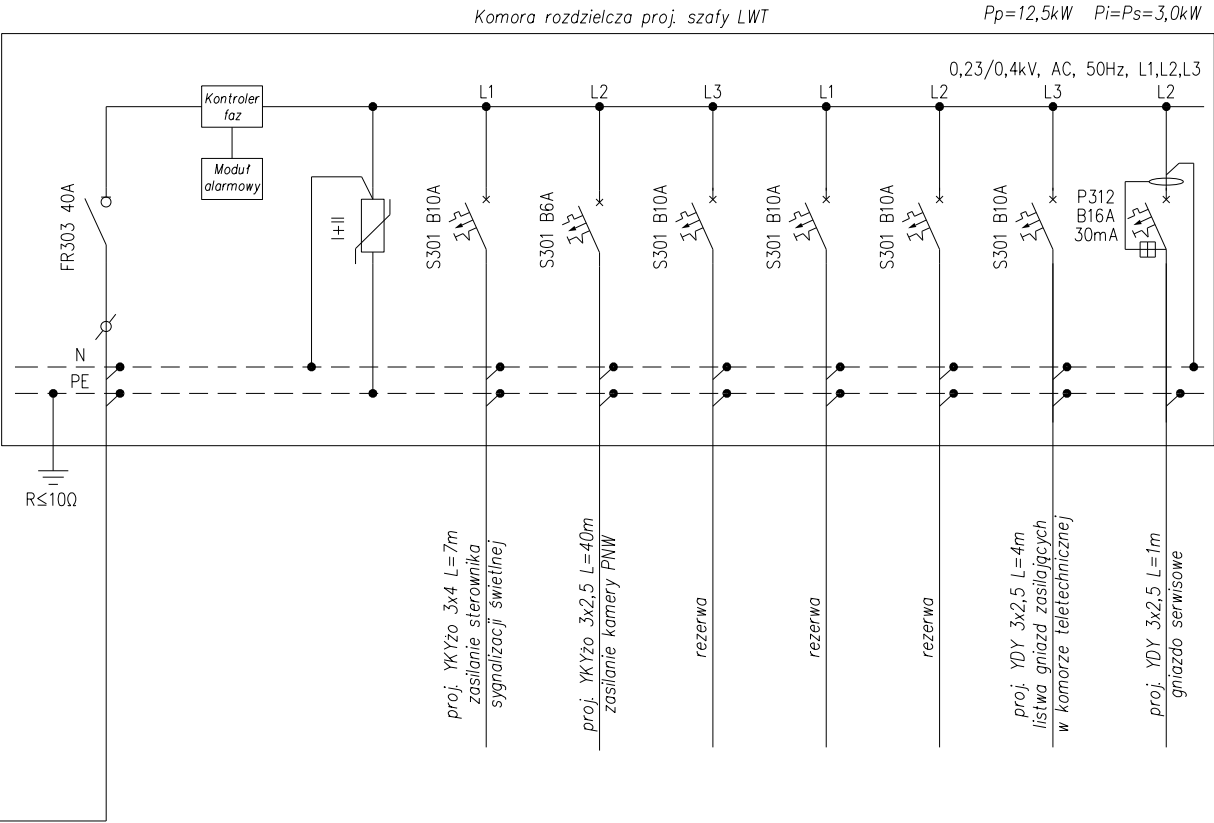 Komora rozdzielcza proj. szafy LWT
Pp=12,5kW Pi=Ps=3,0kW
0,23/0,4kV, AC, 50Hz, L1,L2,L3
Kontroler
faz
Moduł
alarmowy
L1
L2
L3
L1
L2
L3
L2
FR303 40A
I+II
S301 B10A
S301 B6A
S301 B10A
S301 B10A
S301 B10A
S301 B10A
P312
B16A
30mA
N
PE
R≤10Ω
proj. YKYżo 3x4 L=7m
zasilanie sterownika
sygnalizacji świetlnej
proj. YKYżo 3x2,5 L=40m
zasilanie kamery PNW
rezerwa
rezerwa
rezerwa
proj. YDY 3x2,5 L=4m
listwa gniazd zasilających
w komorze teletechnicznej
proj. YDY 3x2,5 L=1m
gniazdo serwisowe